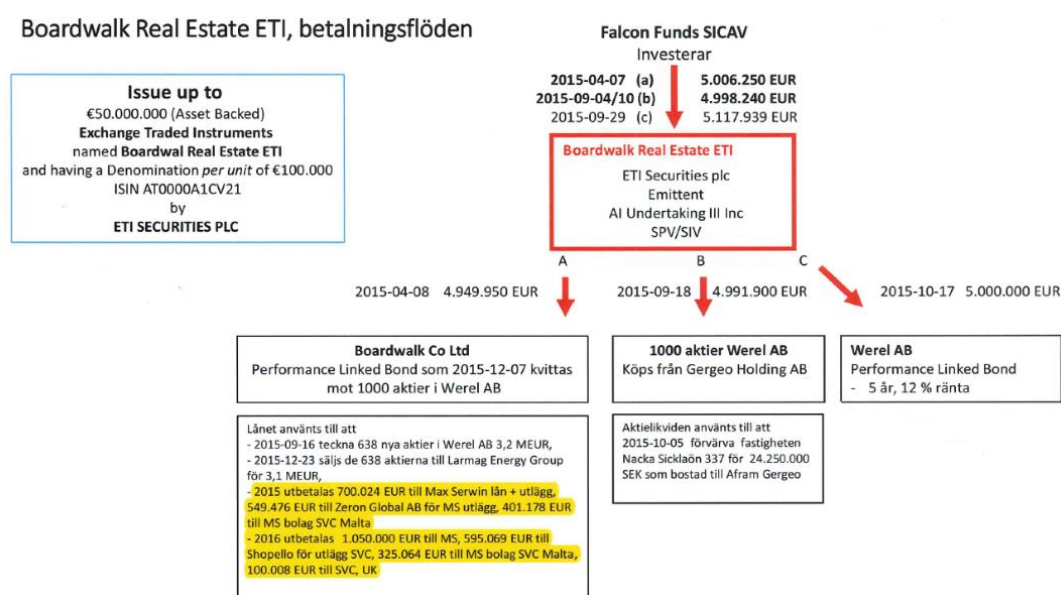 Boardwalk Real Estate ETI, betalningsflöden
Issue up to
€50.000.000 (Asset Backed)
Exchange Traded Instruments
named Boardwal Real Estate ETI
and having a Denomination per unit of €100.000
ISIN AT0000A1CV21
by
ETI SECURITIES PLC
Falcon Funds SICAV
Investerar
2015-04-07 (a) 5.006.250 EUR
2015-09-04/10 (b) 4.998.240 EUR
2015-09-29 (c) 5.117.939 EUR
Boardwalk Real Estate ETI
ETI Securities plc
Emittent
AI Undertaking III Inc
SPV/SIV
A B C
2015-04-08 4.949.950 EUR
2015-09-18 4.991.900 EUR
2015-10-17 5.000.000 EUR
Boardwalk Co Ltd
Performance Linked Bond som 2015-12-07 kvittas
mot 1000 aktier i Werel AB
1000 aktier Werel AB
Köps från Gergeo Holding AB
Werel AB
Performance Linked Bond
- 5 år, 12 % ränta
Lånet använts till att
- 2015-09-16 teckna 638 nya aktier i Werel AB 3,2 MEUR,
- 2015-12-23 säljs de 638 aktierna till Larmag Energy Group
för 3,1 MEUR,
- 2015 utbetalas 700.024 EUR till Max Serwin lån + utlägg,
549.476 EUR till Zeron Global AB för MS utlägg, 401.178 EUR
till MS bolag SVC Malta
- 2016 utbetalas 1.050.000 EUR till MS, 595.069 EUR till
Shopello för utlägg SVC, 325.064 EUR till MS bolag SVC Malta,
100.008 EUR till SVC, UK
Aktielikviden använts till att
2015-10-05 förvärva fastigheten
Nacka Sicklaön 337 för 24.250.000
SEK som bostad till Afram Gergeo